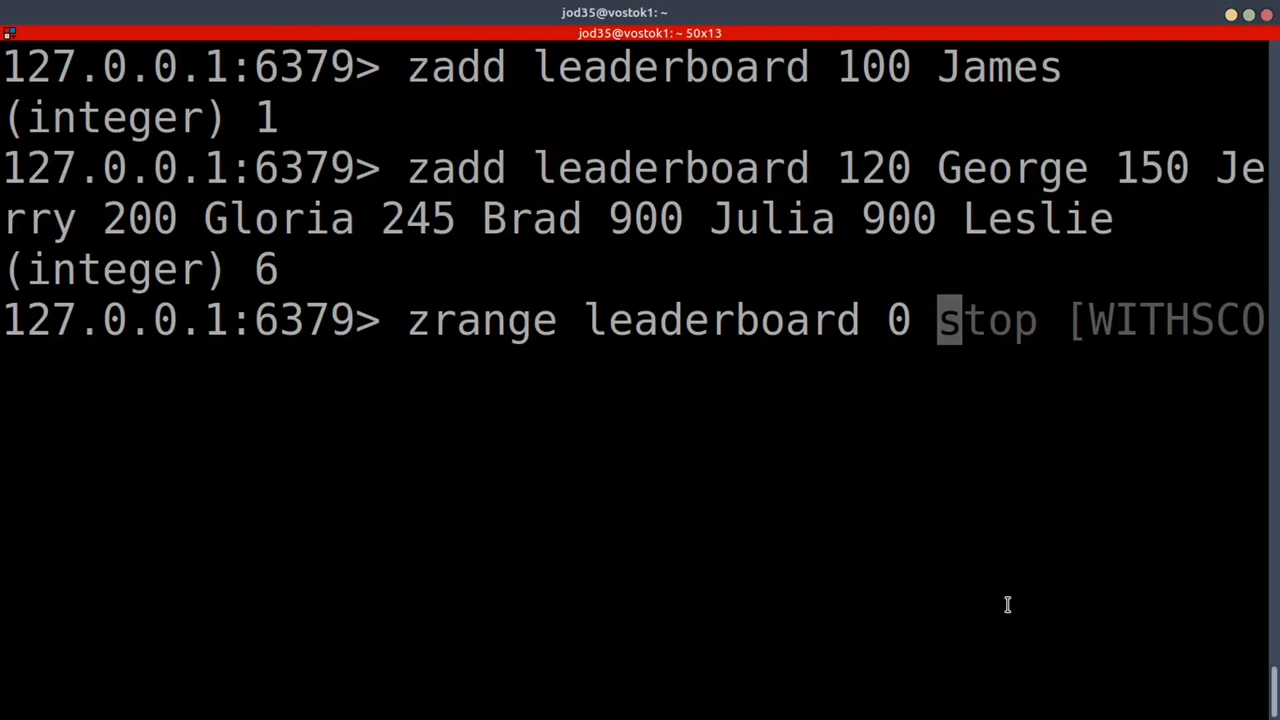 jod35@vostok1: ~
jod35@vostok1: ~ 50x13
127.0.0.1:6379> zadd leaderboard 100 James
(integer) 1
127.0.0.1:6379> zadd leaderboard 120 George 150 Je
rry 200 Gloria 245 Brad 900 Julia 900 Leslie
(integer) 6
127.0.0.1:6379> zrange leaderboard 0 stop [WITHSCO